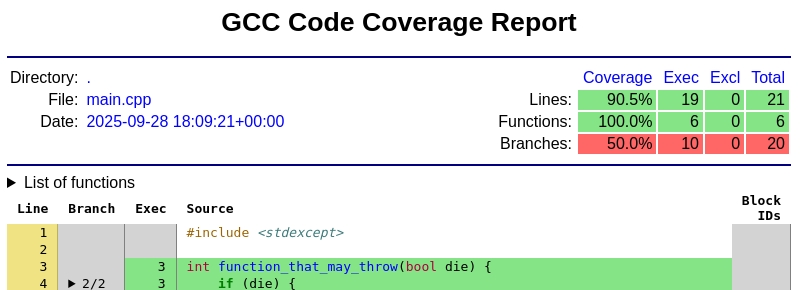 GCC Code Coverage Report
Directory: .
File: main.cpp
Date: 2025-09-28 18:09:21+00:00
Coverage Exec Excl Total
Lines: 90.5% 19 0 21
Functions: 100.0% 6 0 6
Branches: 50.0% 10 0 20
▶ List of functions
Line Branch Exec Source Block IDs
1 #include <stdexcept>
2
3 3 int function_that_may_throw(bool die) {
4 ▶ 2/2 3 if (die) {